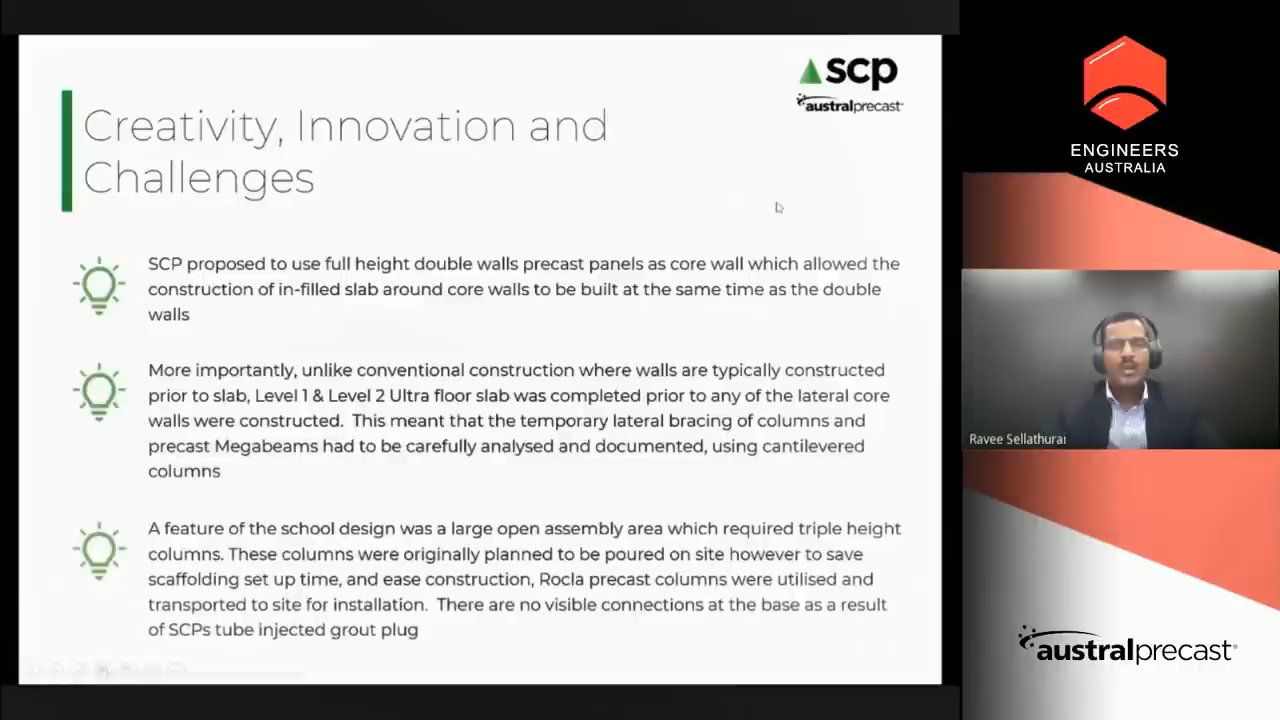 scp
australprecast
Creativity, Innovation and
Challenges
SCP proposed to use full height double walls precast panels as core wall which allowed the
construction of in-filled slab around core walls to be built at the same time as the double
walls
More importantly, unlike conventional construction where walls are typically constructed
prior to slab, Level 1 & Level 2 Ultra floor slab was completed prior to any of the lateral core
walls were constructed.  This meant that the temporary lateral bracing of columns and
precast Megabeams had to be carefully analysed and documented, using cantilevered
columns
A feature of the school design was a large open assembly area which required triple height
columns. These columns were originally planned to be poured on site however to save
scaffolding set up time, and ease construction, Rocla precast columns were utilised and
transported to site for installation.  There are no visible connections at the base as a result
of SCPs tube injected grout plug
ENGINEERS
AUSTRALIA
Ravee Sellathurai
australprecast